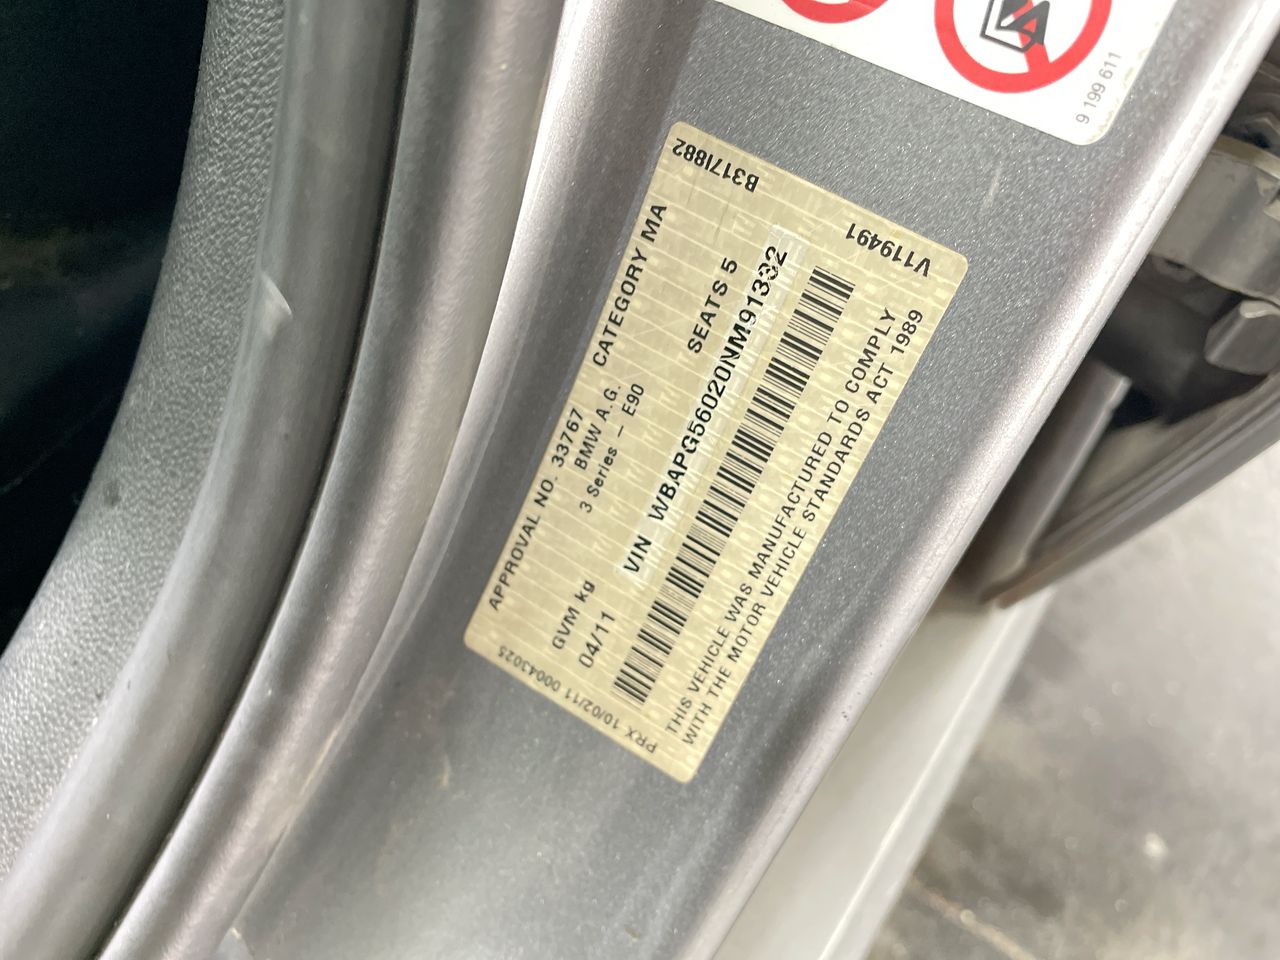 9 199 611
B317I882
V119491
APPROVAL NO. 33767 CATEGORY MA
BMW A.G.
3 Series – E90
GVM kg SEATS 5
04/11
VIN WBAPG56020NM91332
THIS VEHICLE WAS MANUFACTURED TO COMPLY
WITH THE MOTOR VEHICLE STANDARDS ACT 1989
PRX 10/02/11 00043025